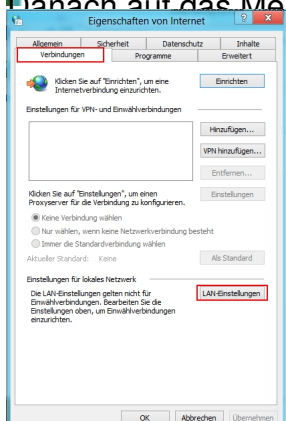 Danach auf das Me
Eigenschaften von Internet
Allgemein Sicherheit Datenschutz Inhalte
Verbindungen Programme Erweitert
Klicken Sie auf "Einrichten", um eine
Internetverbindung einzurichten.
Einrichten
Einstellungen für VPN- und Einwählverbindungen
Hinzufügen...
VPN hinzufügen...
Entfernen...
Klicken Sie auf "Einstellungen", um einen
Proxyserver für die Verbindung zu konfigurieren.
Einstellungen
Keine Verbindung wählen
Nur wählen, wenn keine Netzwerkverbindung besteht
Immer die Standardverbindung wählen
Aktueller Standard: Keine
Als Standard
Einstellungen für lokales Netzwerk
Die LAN-Einstellungen gelten nicht für
Einwählverbindungen. Bearbeiten Sie die
Einstellungen oben, um Einwählverbindungen
einzurichten.
LAN-Einstellungen
OK Abbrechen Übernehmen